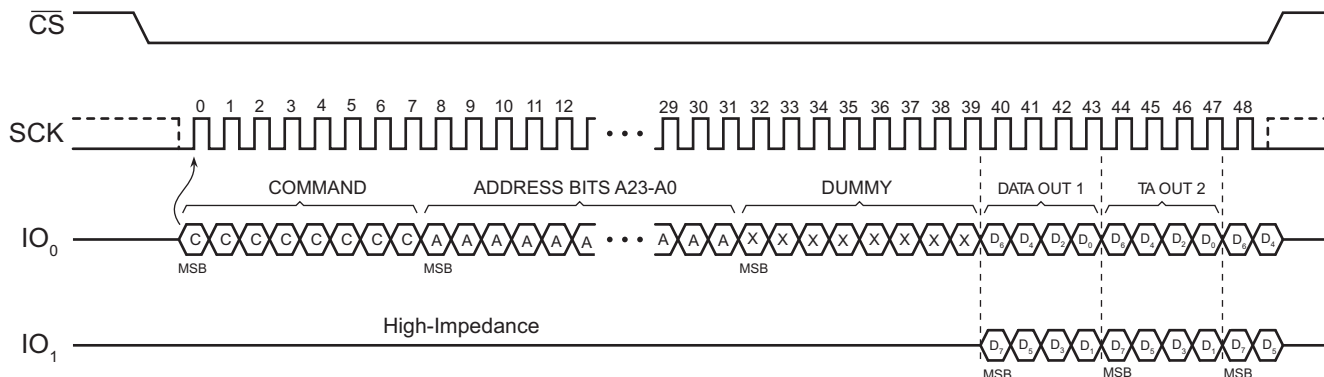 CS
0 1 2 3 4 5 6 7 8 9 10 11 12 29 30 31 32 33 34 35 36 37 38 39 40 41 42 43 44 45 46 47 48
SCK
COMMAND ADDRESS BITS A23-A0 DUMMY DATA OUT 1 TA OUT 2
IO0 C C C C C C C C A A A A A A A A A X X X X X X X X D6 D4 D2 D0 D6 D4 D2 D0 D6 D4
MSB MSB MSB
High-Impedance
IO1 D7 D5 D3 D1 D7 D5 D3 D1 D7 D5
MSB MSB MSB